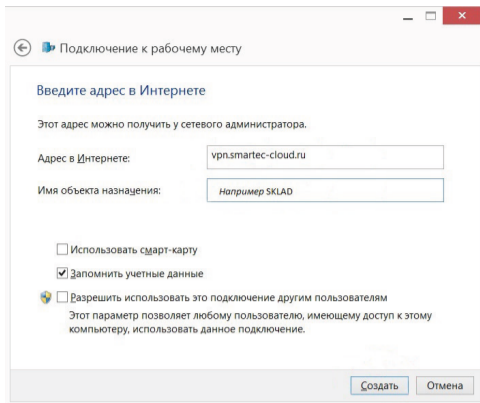 Подключение к рабочему месту
Введите адрес в Интернете
Этот адрес можно получить у сетевого администратора.
Адрес в Интернете: vpn.smartec-cloud.ru
Имя объекта назначения: Например SKLAD
Использовать смарт-карту
Запомнить учетные данные
Разрешить использовать это подключение другим пользователям
Этот параметр позволяет любому пользователю, имеющему доступ к этому
компьютеру, использовать данное подключение.
Создать Отмена